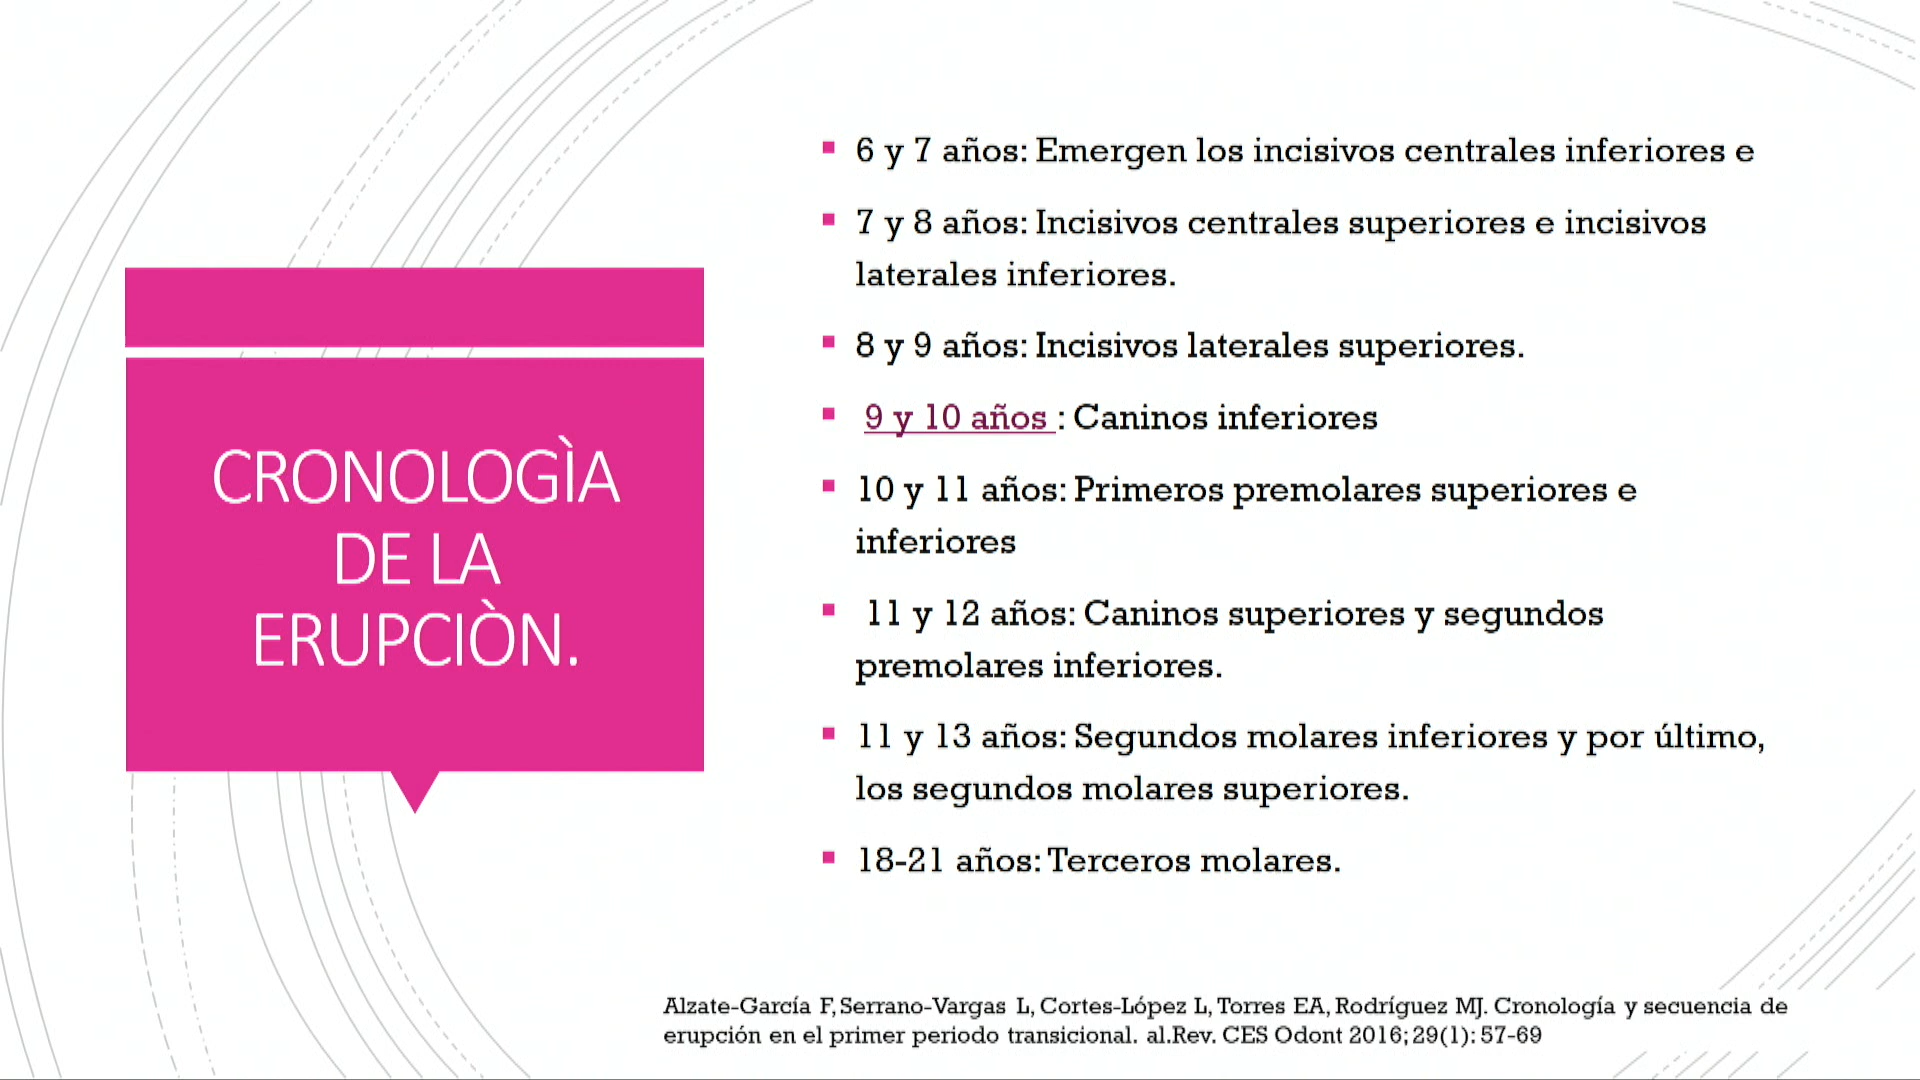 CRONOLOGÌA
DE LA
ERUPCIÒN.
6 y 7 años: Emergen los incisivos centrales inferiores e
7 y 8 años: Incisivos centrales superiores e incisivos
laterales inferiores.
8 y 9 años: Incisivos laterales superiores.
9 y 10 años : Caninos inferiores
10 y 11 años: Primeros premolares superiores e
inferiores
11 y 12 años: Caninos superiores y segundos
premolares inferiores.
11 y 13 años: Segundos molares inferiores y por último,
los segundos molares superiores.
18-21 años: Terceros molares.
Alzate-García F, Serrano-Vargas L, Cortes-López L, Torres EA, Rodríguez MJ. Cronología y secuencia de
erupción en el primer periodo transicional. al.Rev. CES Odont 2016; 29(1): 57-69